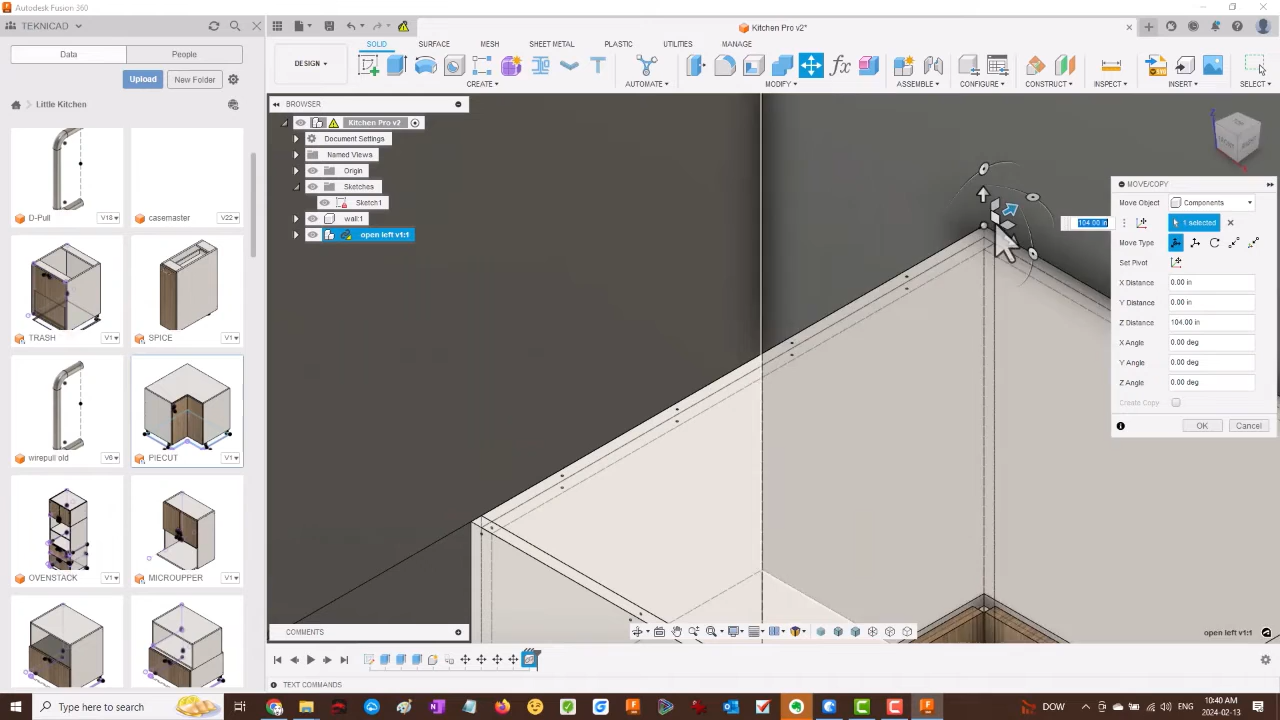 Autodesk Fusion 360
TEKNICAD
Kitchen Pro v2*
Data
People
Upload
New Folder
Little Kitchen
D-Pull
V18
casemaster
V22
TRASH
V1
SPICE
V1
wirepull old
V6
PIECUT
V1
OVENSTACK
V1
MICROUPPER
V1
DESIGN
SOLID
SURFACE
MESH
SHEET METAL
PLASTIC
UTILITIES
MANAGE
CREATE
AUTOMATE
MODIFY
ASSEMBLE
CONFIGURE
CONSTRUCT
INSPECT
INSERT
SELECT
BROWSER
Kitchen Pro v2
Document Settings
Named Views
Origin
Sketches
Sketch1
wall:1
open left v1:1
TOP
104.00 in
MOVE/COPY
Move Object
Components
1 selected
Move Type
Set Pivot
X Distance
0.00 in
Y Distance
0.00 in
Z Distance
104.00 in
X Angle
0.00 deg
Y Angle
0.00 deg
Z Angle
0.00 deg
Create Copy
OK
Cancel
COMMENTS
open left v1:1
TEXT COMMANDS
Type here to search
DOW
10:40 AM
2024-02-13